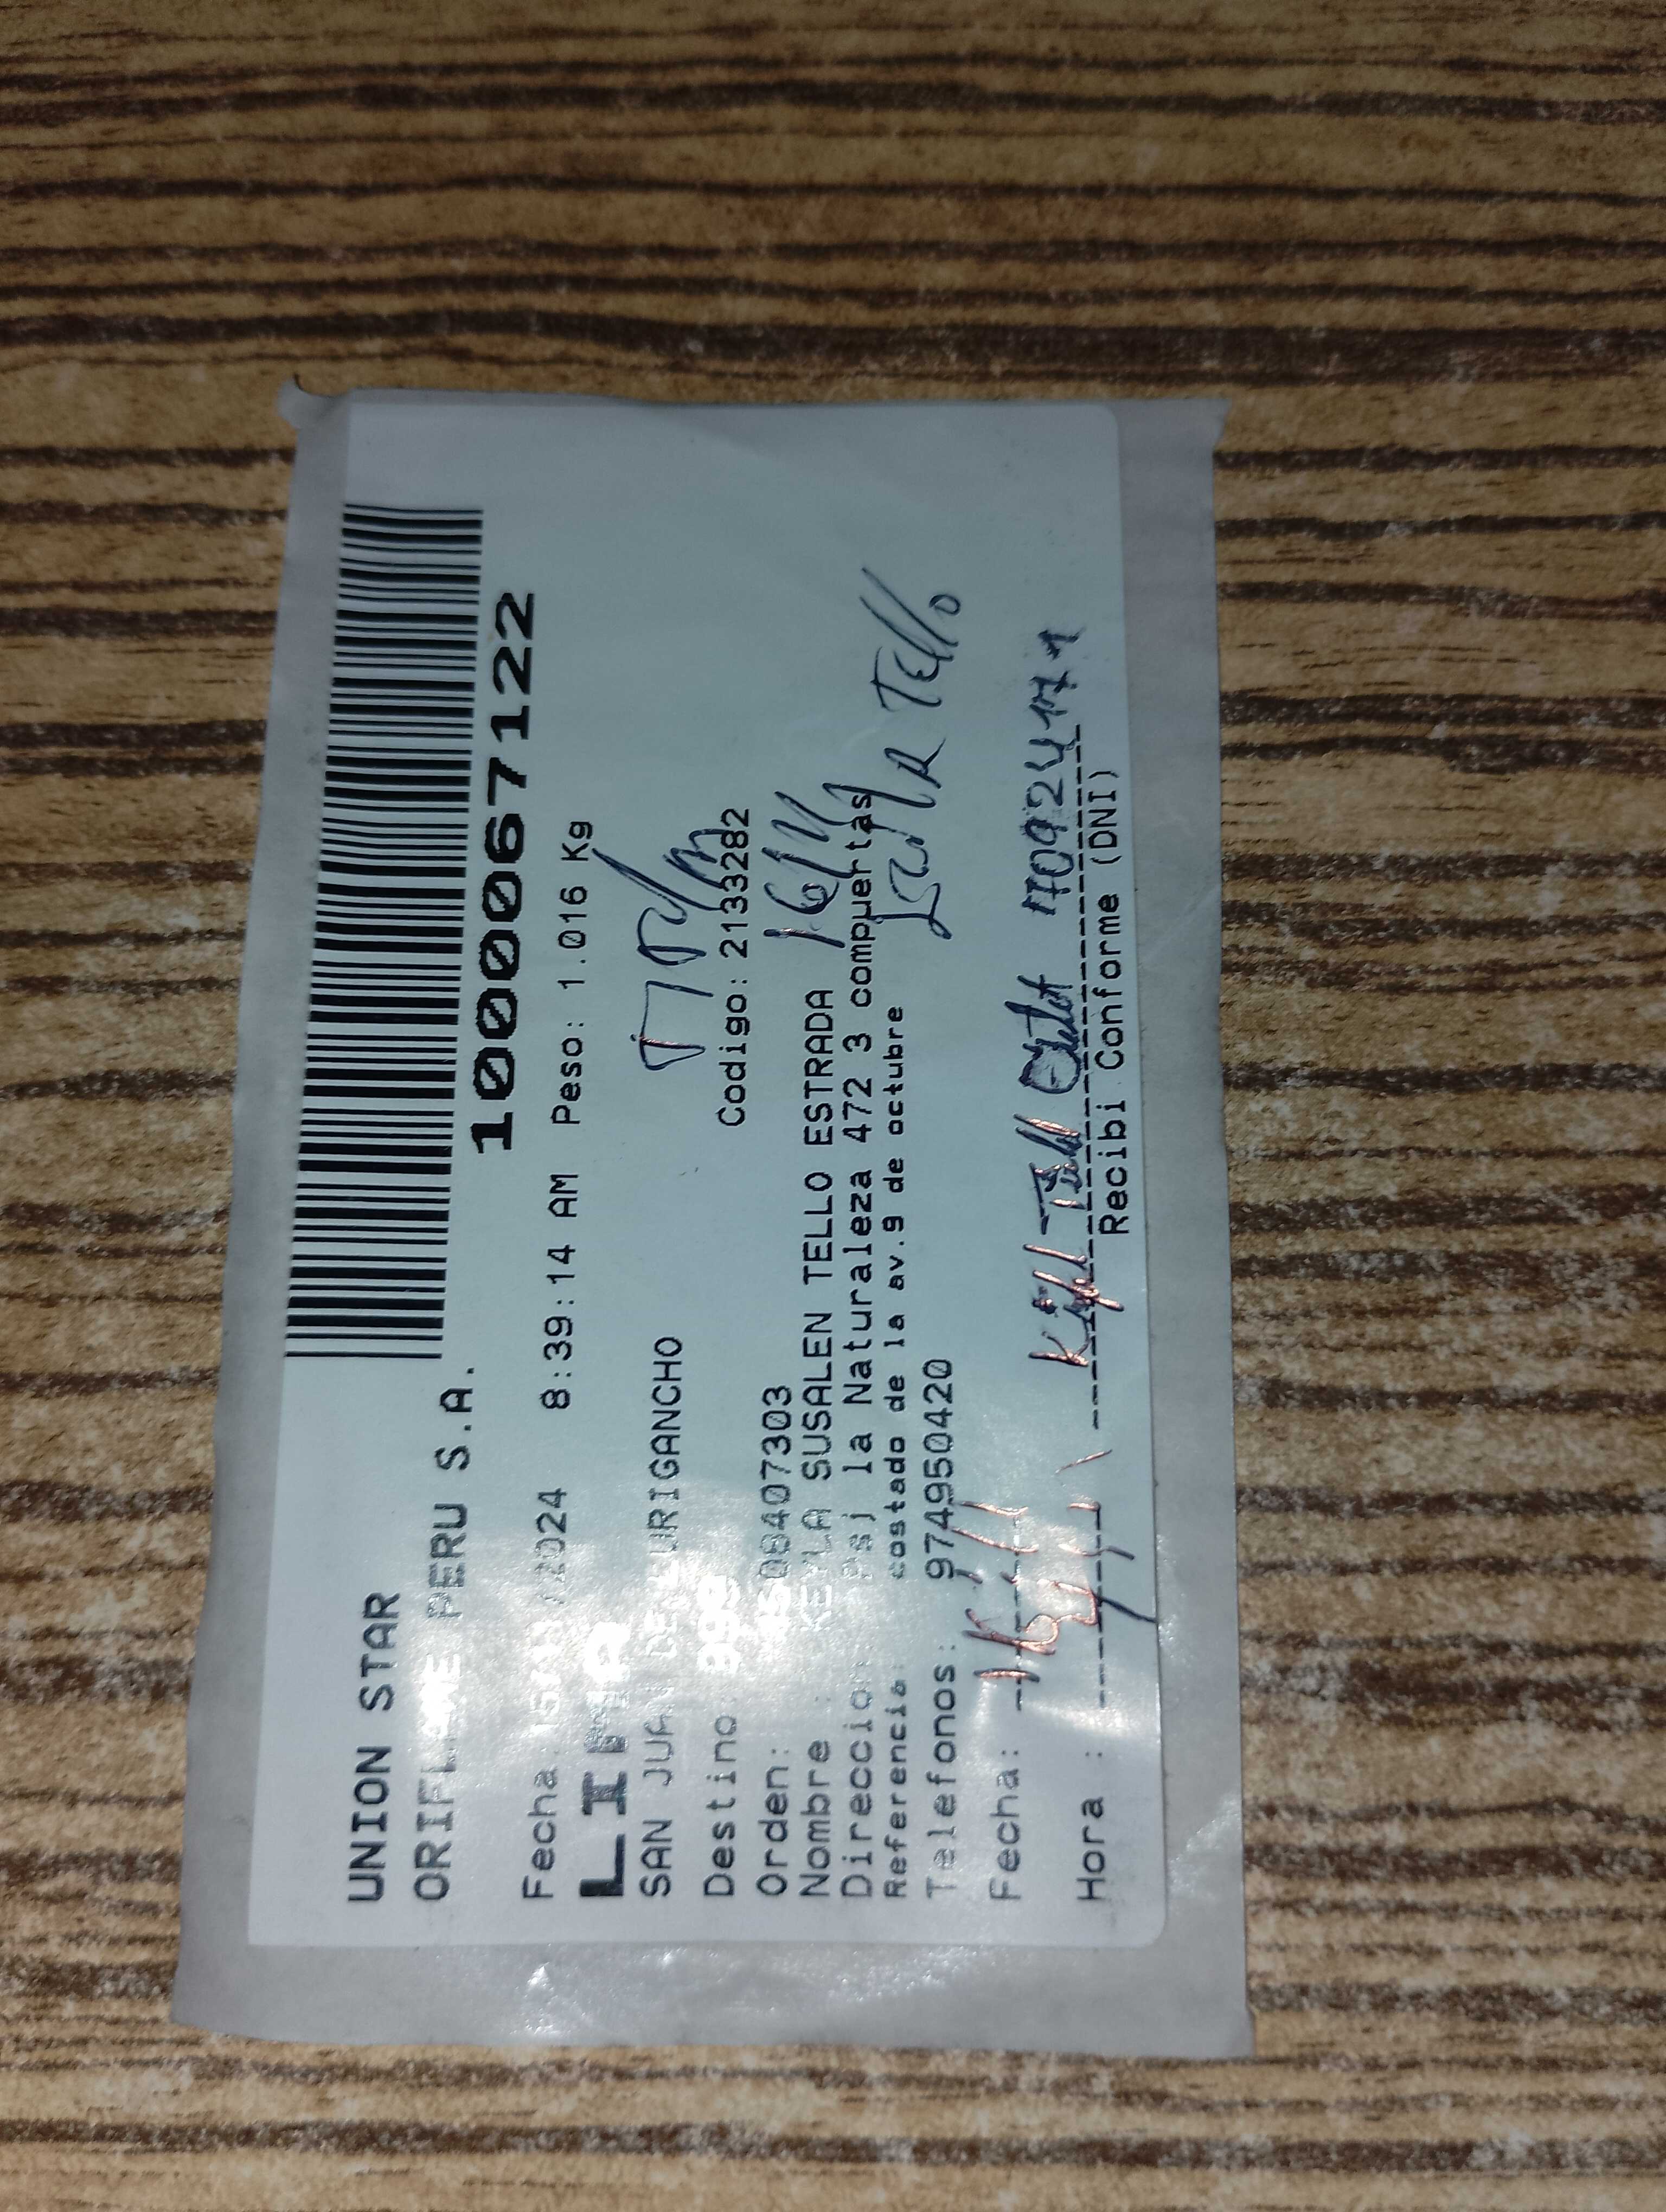 UNION STAR
ORIFLAME PERU S.A.
1000067122
Fecha: /2024 8:39:14 AM Peso: 1.016 Kg
LIMA
SAN JUAN DE LURIGANCHO
Destino: Codigo: 2133282
Orden: 08407303
Nombre : KEYLA SUSALEN TELLO ESTRADA
Direccion: Psj la Naturaleza 472 3 compuertas
Referencia: costado de la av.9 de octubre
Tello
Telefonos: 974950420
Fecha:
Hora :
Tello
Recibi Conforme (DNI)